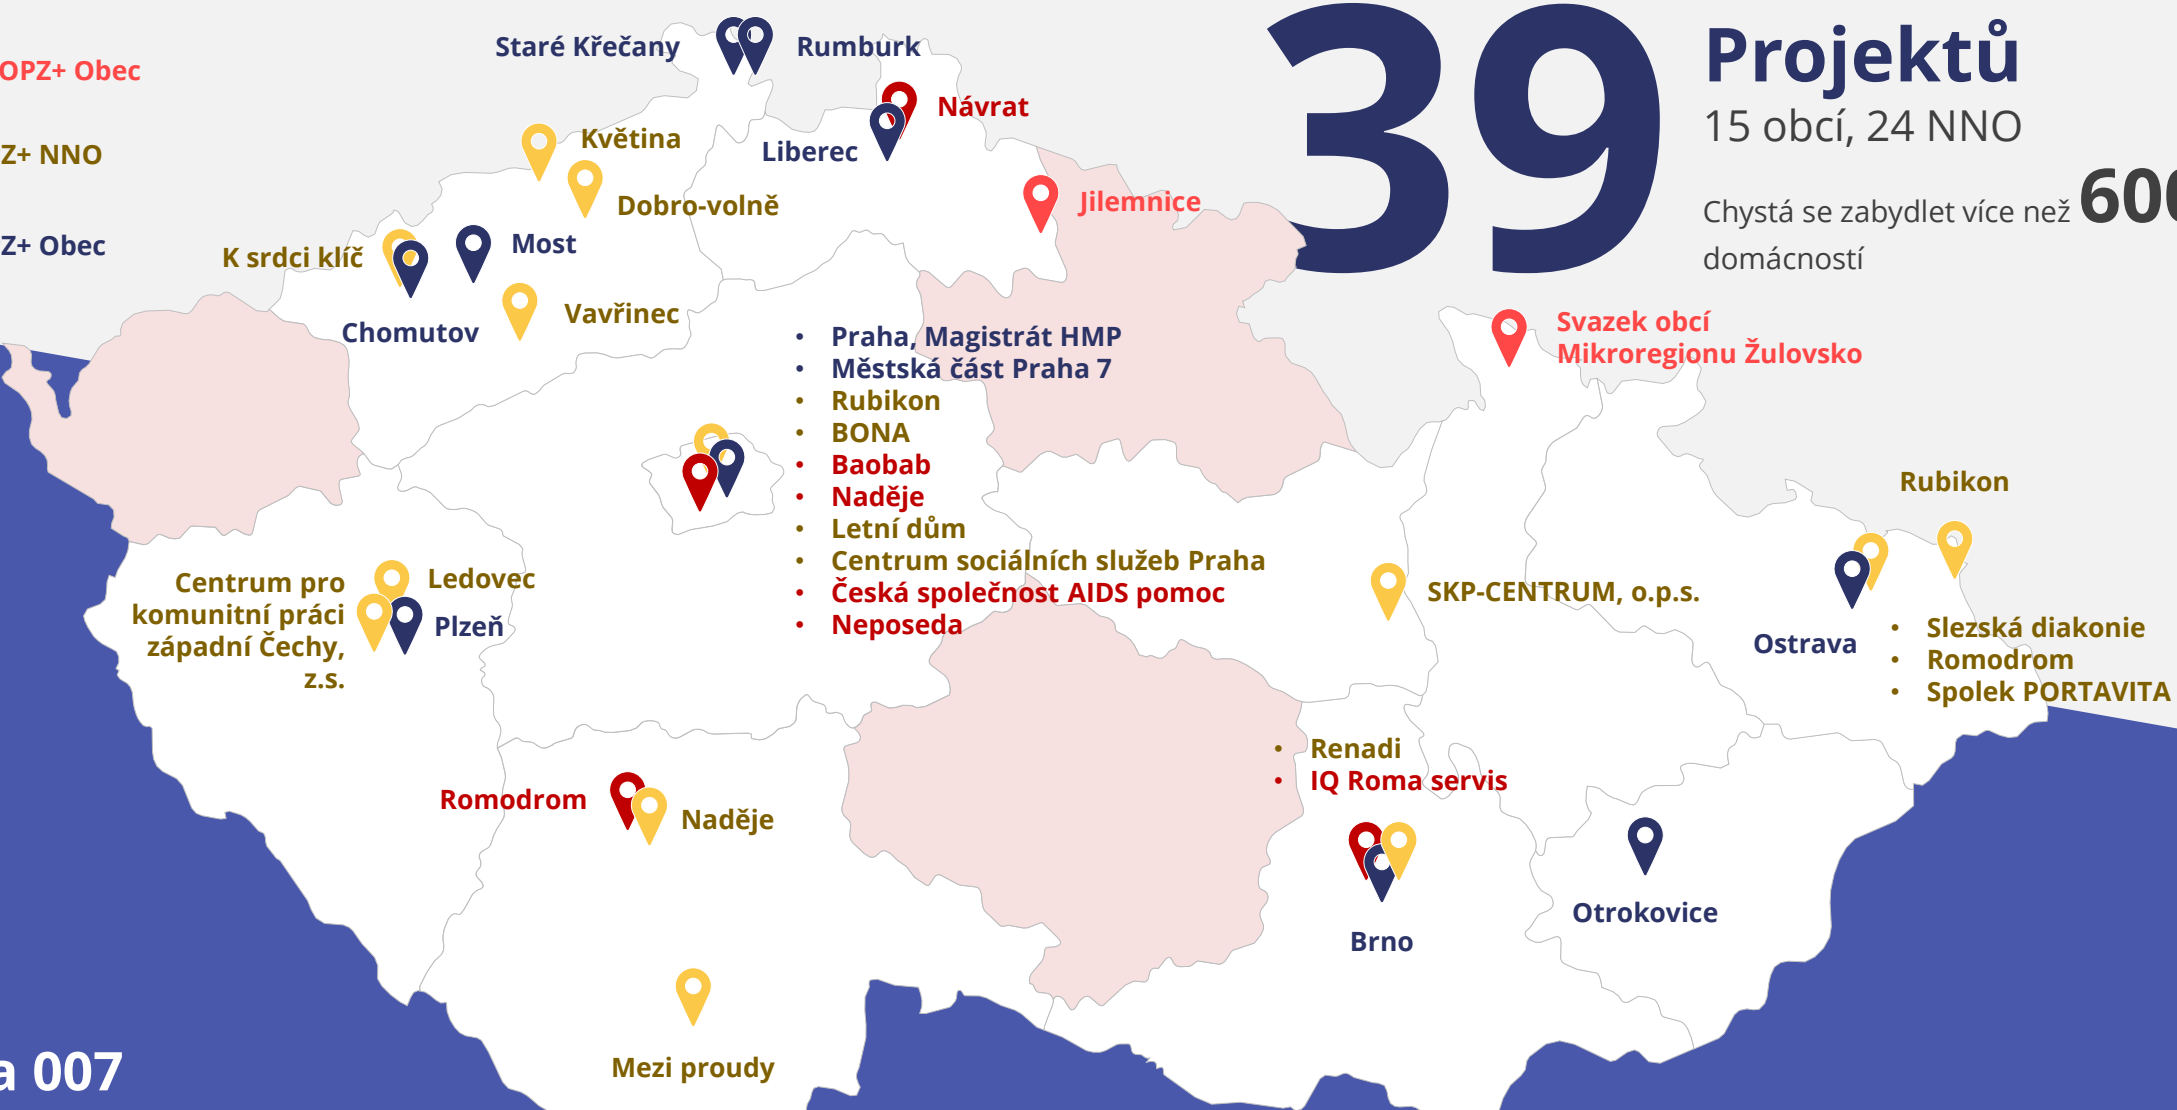 39
Projektů
15 obcí, 24 NNO
Chystá se zabydlet více než
domácností
OPZ+ Obec
Z+ NNO
Z+ Obec
Staré Křečany
Rumburk
Návrat
Liberec
Květina
Dobro-volně
Jilemnice
K srdci klíč
Most
Chomutov
Vavřinec
• Praha, Magistrát HMP
• Městská část Praha 7
• Rubikon
• BONA
• Baobab
• Naděje
• Letní dům
• Centrum sociálních služeb Praha
• Česká společnost AIDS pomoc
• Neposeda
Svazek obcí
Mikroregionu Žulovsko
Rubikon
Centrum pro
komunitní práci
západní Čechy,
z.s.
Ledovec
Plzeň
SKP-CENTRUM, o.p.s.
Ostrava
• Slezská diakonie
• Romodrom
• Spolek PORTAVITA
• Renadi
• IQ Roma servis
Romodrom
Naděje
Brno
Otrokovice
Mezi proudy
a 007